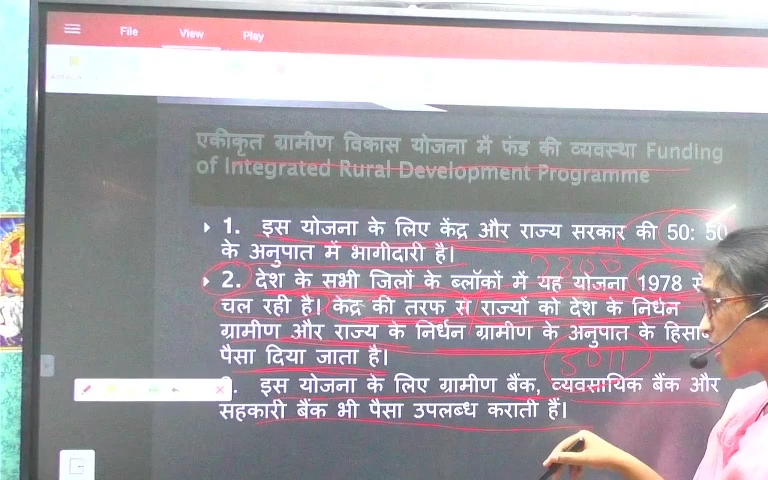 File View Play
एकीकृत ग्रामीण विकास योजना में फंड की व्यवस्था Funding
of Integrated Rural Development Programme
1. इस योजना के लिए केंद्र और राज्य सरकार की 50: 50
के अनुपात में भागीदारी है।
2. देश के सभी जिलों के ब्लॉकों में यह योजना 1978 से
चल रही है। केंद्र की तरफ से राज्यों को देश के निर्धन
ग्रामीण और राज्य के निर्धन ग्रामीण के अनुपात के
पैसा दिया जाता है।
इस योजना के लिए ग्रामीण बैंक, व्यवसायिक बैंक और
सहकारी बैंक भी पैसा उपलब्ध कराती हैं।